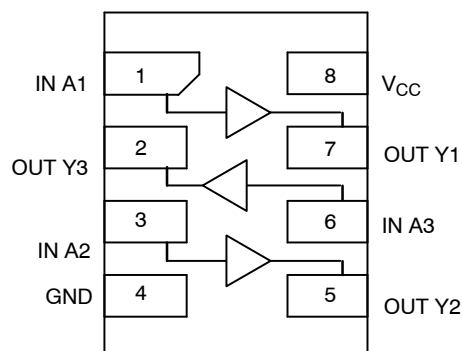 IN A1 1 8 VCC
OUT Y3 2 7 OUT Y1
IN A2 3 6 IN A3
GND 4 5 OUT Y2